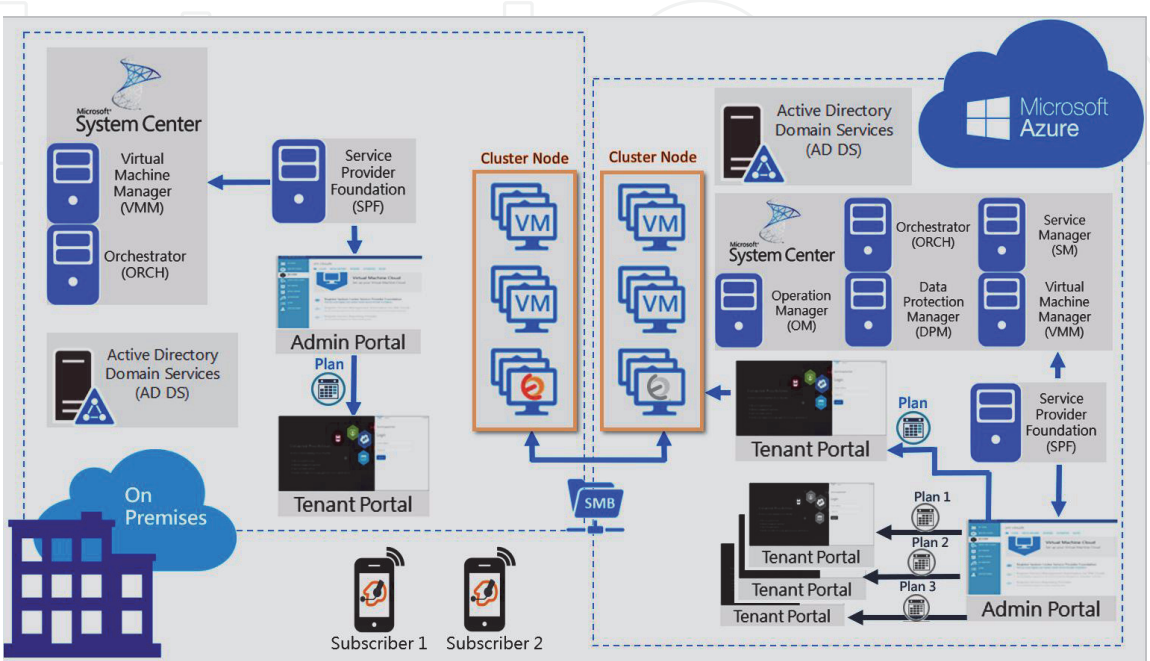 Microsoft
System Center
Virtual
Machine
Manager
(VMM)
Orchestrator
(ORCH)
Service
Provider
Foundation
(SPF)
Admin Portal
Plan
Tenant Portal
Active Directory
Domain Services
(AD DS)
On
Premises
Cluster Node
VM
VM
Cluster Node
VM
VM
SMB
Subscriber 1
Subscriber 2
Microsoft
Azure
Active Directory
Domain Services
(AD DS)
Microsoft
System Center
Orchestrator
(ORCH)
Service
Manager
(SM)
Operation
Manager
(OM)
Data
Protection
Manager
(DPM)
Virtual
Machine
Manager
(VMM)
Tenant Portal
Plan
Service
Provider
Foundation
(SPF)
Plan 1
Tenant Portal
Plan 2
Tenant Portal
Plan 3
Tenant Portal
Virtual Machine Cloud
Admin Portal